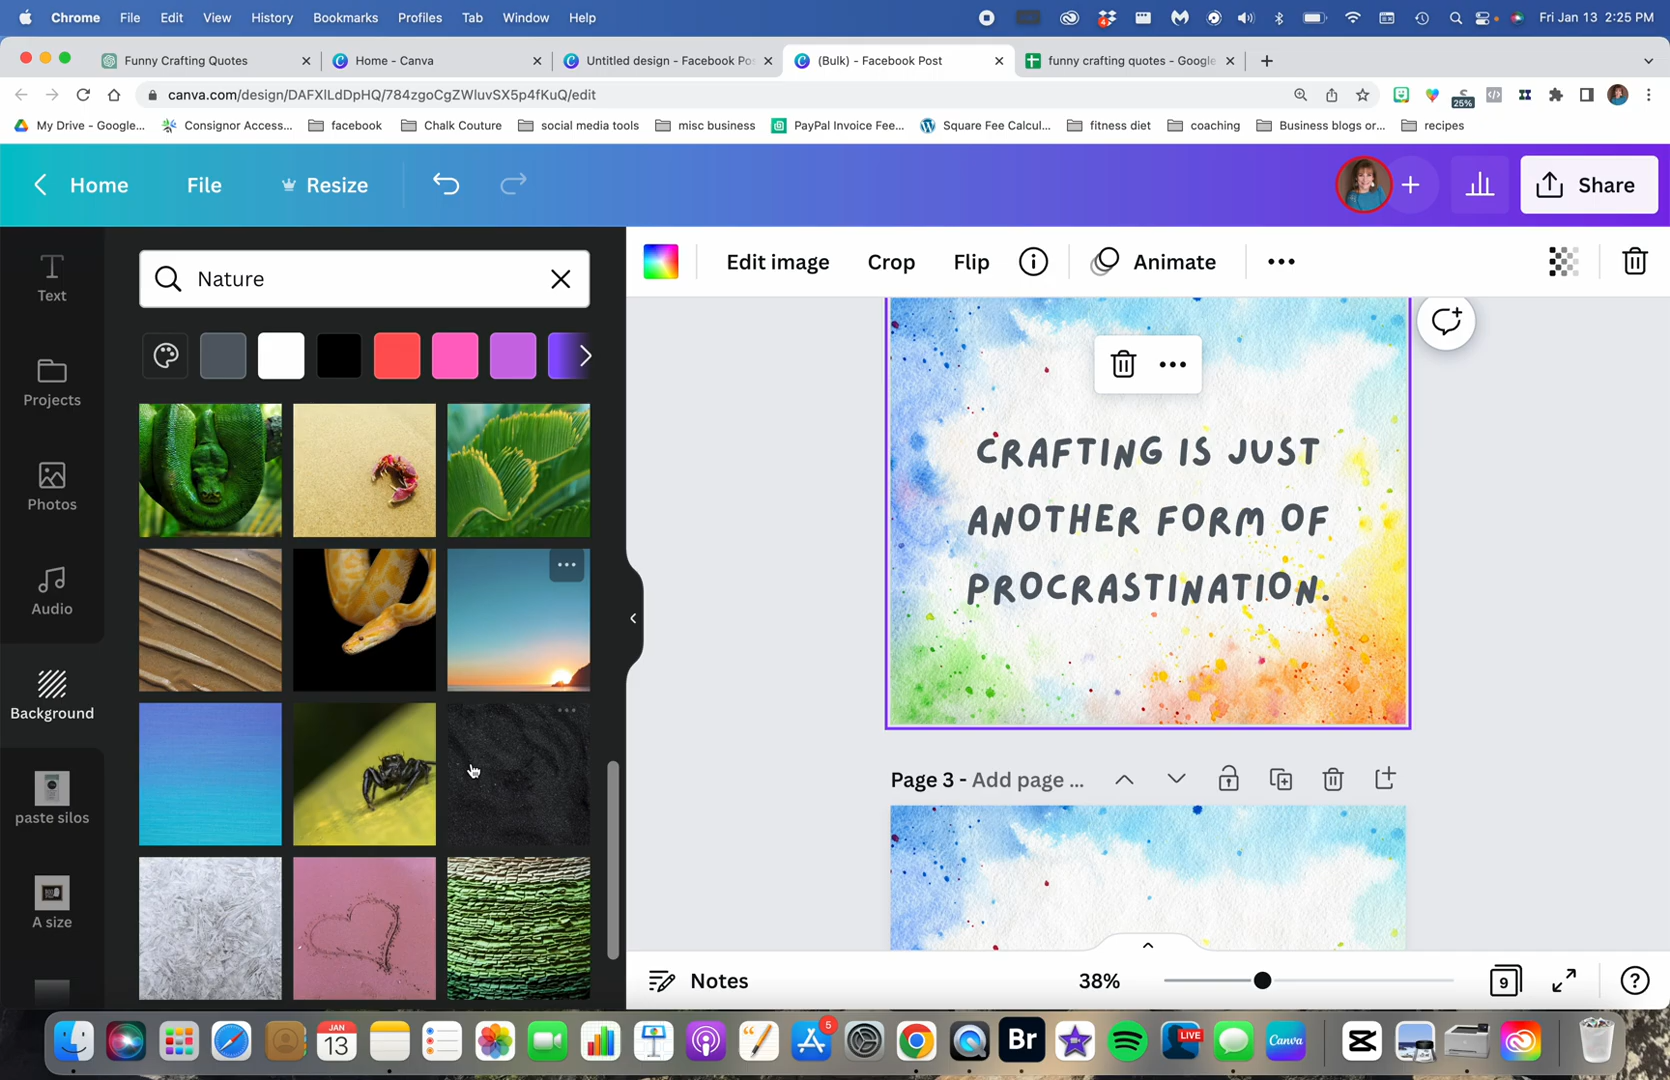 Chrome File Edit View History Bookmarks Profiles Tab Window Help
Fri Jan 13 2:25 PM
Funny Crafting Quotes
Home - Canva
Untitled design - Facebook Po
(Bulk) - Facebook Post
funny crafting quotes - Google
canva.com/design/DAFXlLdDpHQ/784zgoCgZWluvSX5p4fKuQ/edit
25%
My Drive - Google...
Consignor Access...
facebook
Chalk Couture
social media tools
misc business
PayPal Invoice Fee...
Square Fee Calcul...
fitness diet
coaching
Business blogs or...
recipes
Home File Resize
Share
Text
Projects
Photos
Audio
Background
paste silos
A size
Nature
Edit image Crop Flip Animate
CRAFTING IS JUST
ANOTHER FORM OF
PROCRASTINATION.
Page 3 - Add page ...
Notes
38%
9
JAN
13
5
Br
LIVE
Canva